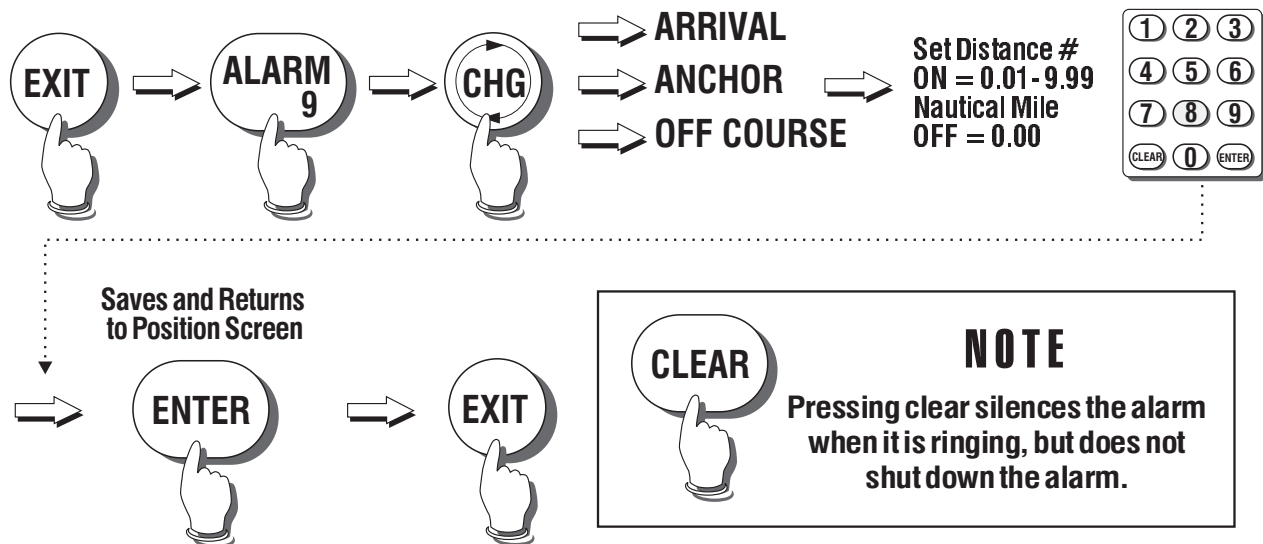 EXIT
ALARM
9
CHG
ARRIVAL
ANCHOR
OFF COURSE
Set Distance #
ON = 0.01-9.99
Nautical Mile
OFF = 0.00
1 2 3
4 5 6
7 8 9
CLEAR 0 ENTER
Saves and Returns
to Position Screen
ENTER
EXIT
CLEAR
NOTE
Pressing clear silences the alarm
when it is ringing, but does not
shut down the alarm.